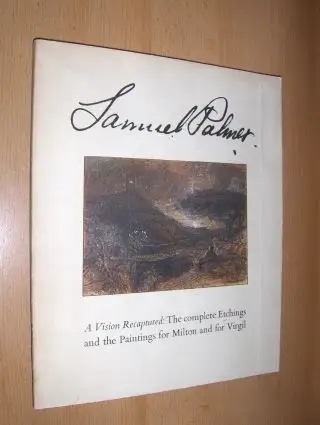 Samuel Palmer.
A Vision Recaptured: The complete Etchings
and the Paintings for Milton and for Virgil